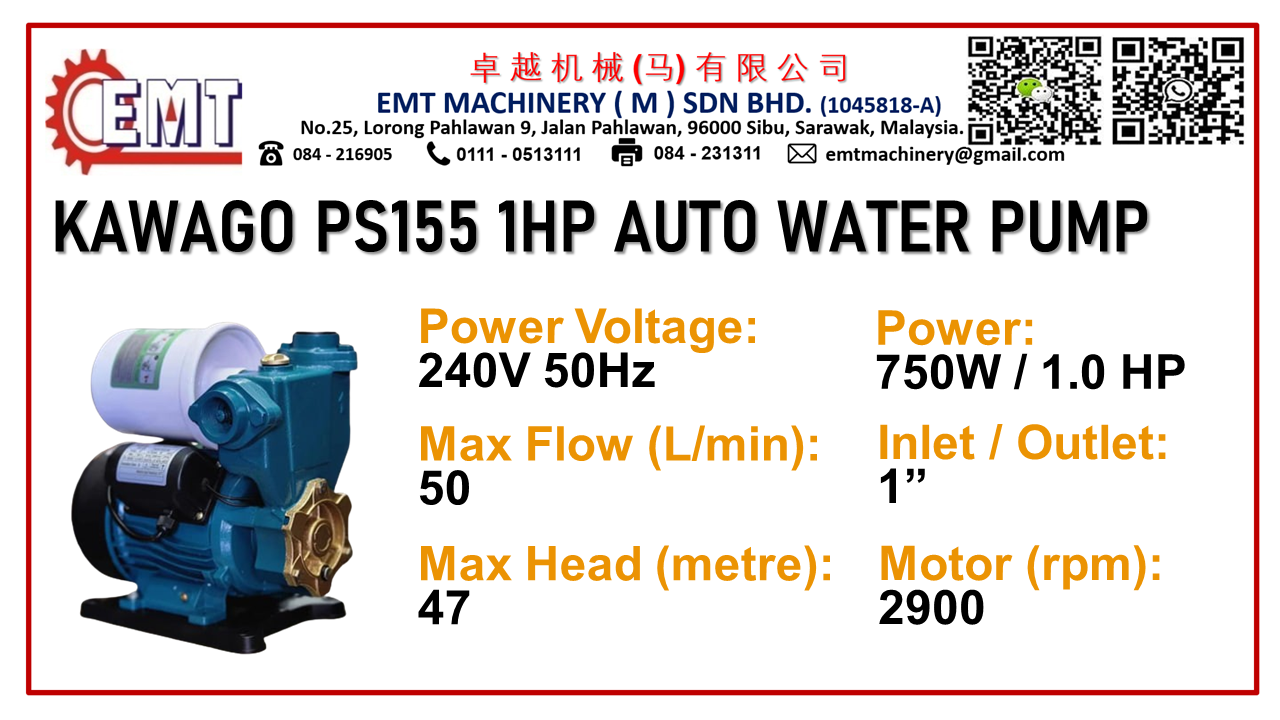 EMT
卓越机械(马)有限公司
EMT MACHINERY ( M ) SDN BHD. (1045818-A)
No.25, Lorong Pahlawan 9, Jalan Pahlawan, 96000 Sibu, Sarawak, Malaysia.
084 - 216905 0111 - 0513111 084 - 231311 emtmachinery@gmail.com
KAWAGO PS155 1HP AUTO WATER PUMP
Power Voltage:
240V 50Hz
Power:
750W / 1.0 HP
Max Flow (L/min):
50
Inlet / Outlet:
1”
Max Head (metre):
47
Motor (rpm):
2900